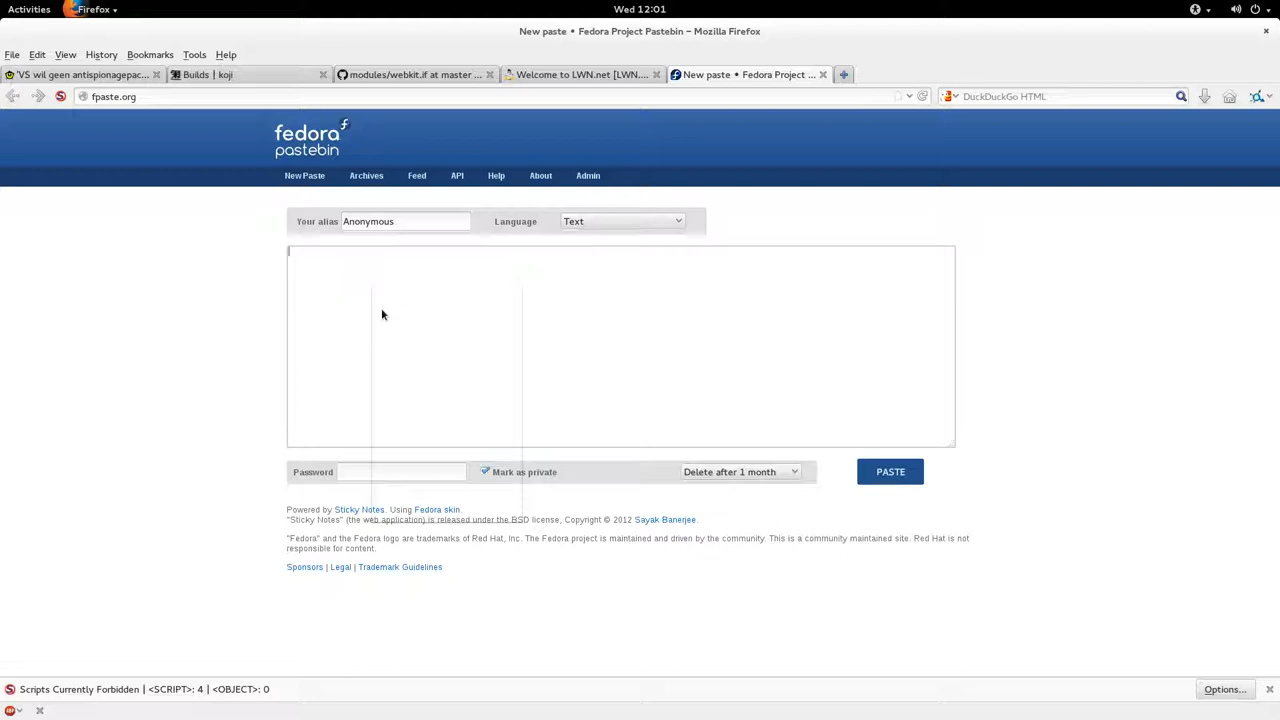 Activities Firefox Wed 12:01
New paste • Fedora Project Pastebin – Mozilla Firefox
File Edit View History Bookmarks Tools Help
'VS wil geen antispionagepac... Builds | koji modules/webkit.if at master ... Welcome to LWN.net [LWN.... New paste • Fedora Project ...
fpaste.org DuckDuckGo HTML
fedora
pastebin
New Paste Archives Feed API Help About Admin
Your alias Anonymous Language Text
Password Mark as private Delete after 1 month PASTE
Powered by Sticky Notes. Using Fedora skin.
"Sticky Notes" (the web application) is released under the BSD license, Copyright © 2012 Sayak Banerjee.
"Fedora" and the Fedora logo are trademarks of Red Hat, Inc. The Fedora project is maintained and driven by the community. This is a community maintained site. Red Hat is not
responsible for content.
Sponsors | Legal | Trademark Guidelines
Scripts Currently Forbidden | <SCRIPT>: 4 | <OBJECT>: 0 Options...